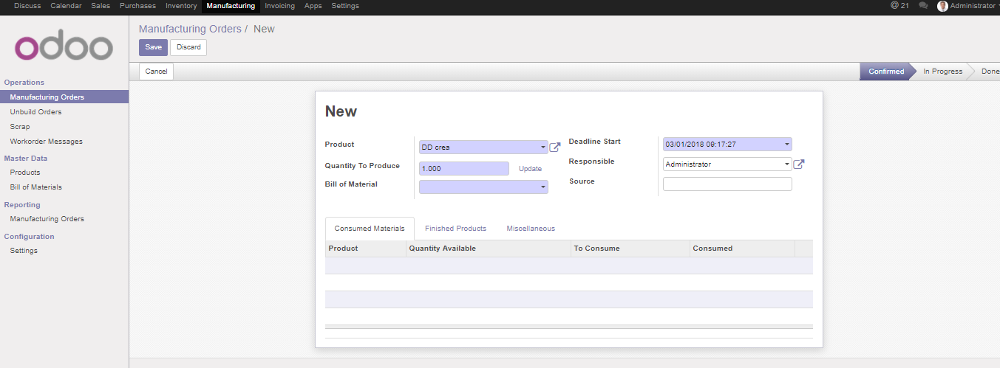 Discuss Calendar Sales Purchases Inventory Manufacturing Invoicing Apps Settings @ 21 Administrator
odoo
Manufacturing Orders / New
Save Discard
Cancel Confirmed In Progress Done
Operations
Manufacturing Orders
Unbuild Orders
Scrap
Workorder Messages
Master Data
Products
Bill of Materials
Reporting
Manufacturing Orders
Configuration
Settings
New
Product DD crea Deadline Start 03/01/2018 09:17:27
Quantity To Produce 1.000 Update Responsible Administrator
Bill of Material Source
Consumed Materials Finished Products Miscellaneous
Product Quantity Available To Consume Consumed